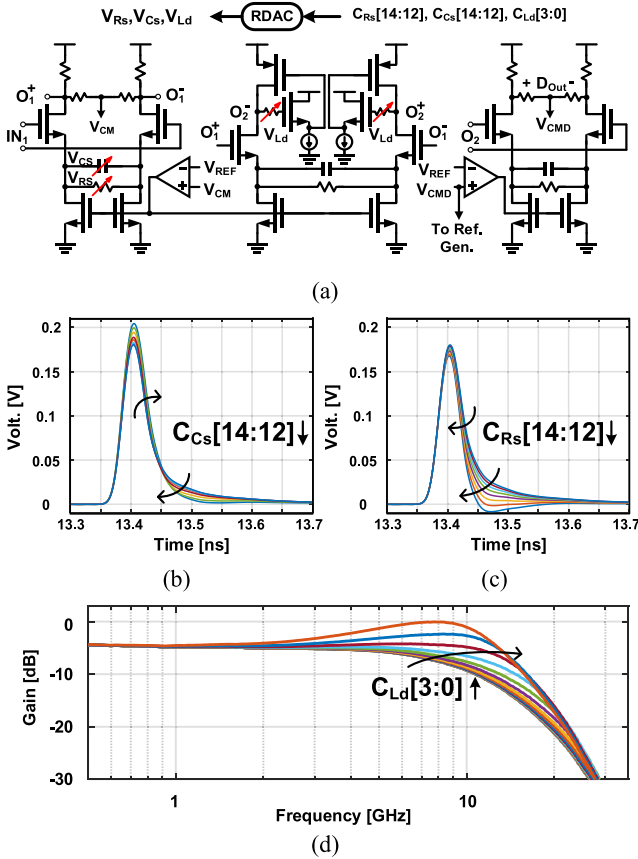 V_Rs,V_Cs,V_Ld RDAC C_Rs[14:12], C_Cs[14:12], C_Ld[3:0]
O_1^+ O_1^- O_2^- O_2^+ + D_Out -
IN_1 V_CM O_1^+ V_Ld V_Ld O_1^- O_2 V_CMD
V_CS V_REF V_REF
V_RS V_CM V_CMD
To Ref.
Gen.
(a)
0.2
0.15
0.1
0.05
0
Volt. [V]
C_Cs[14:12]↓
13.3 13.4 13.5 13.6 13.7
Time [ns]
(b)
0.2
0.15
0.1
0.05
0
Volt. [V]
C_Rs[14:12]↓
13.3 13.4 13.5 13.6 13.7
Time [ns]
(c)
0
-10
-20
-30
Gain [dB]
C_Ld[3:0]↑
1 10
Frequency [GHz]
(d)